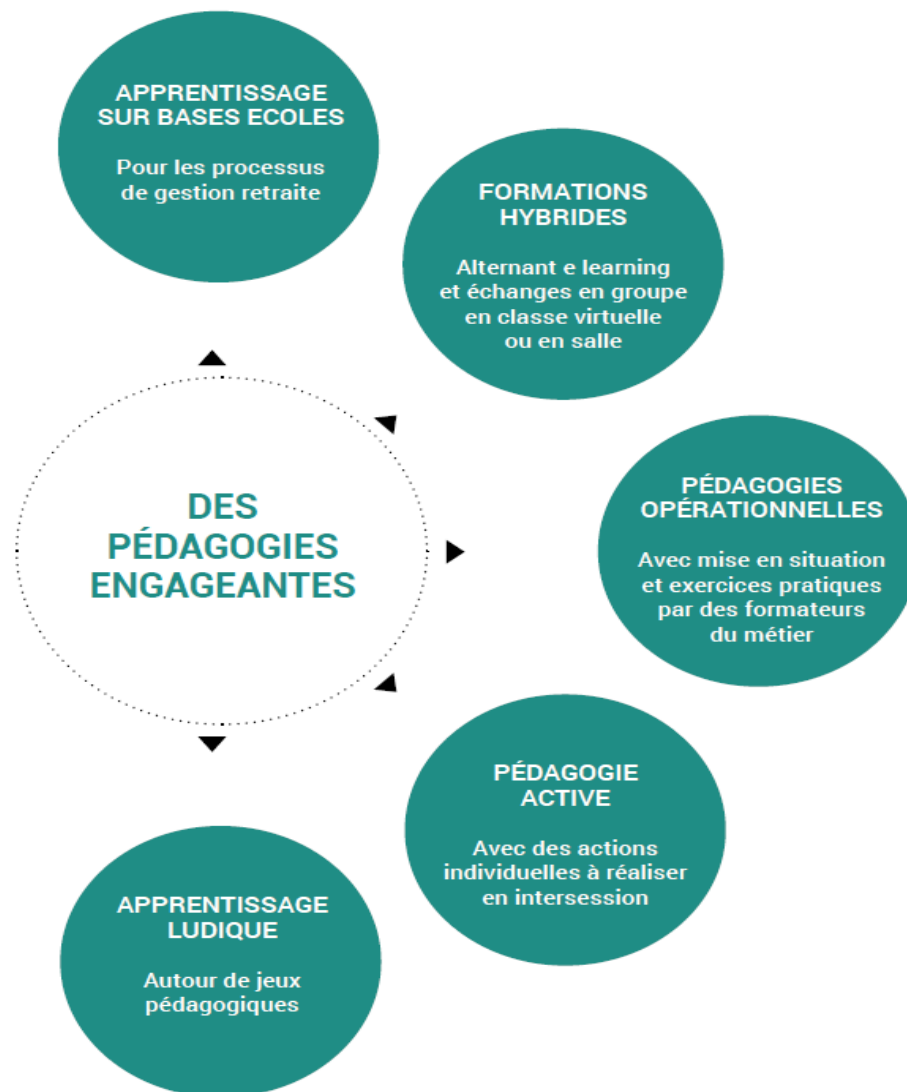 APPRENTISSAGE
SUR BASES ECOLES
Pour les processus
de gestion retraite
FORMATIONS
HYBRIDES
Alternant e learning
et échanges en groupe
en classe virtuelle
ou en salle
DES
PÉDAGOGIES
ENGAGEANTES
PÉDAGOGIES
OPÉRATIONNELLES
Avec mise en situation
et exercices pratiques
par des formateurs
du métier
PÉDAGOGIE
ACTIVE
Avec des actions
individuelles à réaliser
en intersession
APPRENTISSAGE
LUDIQUE
Autour de jeux
pédagogiques